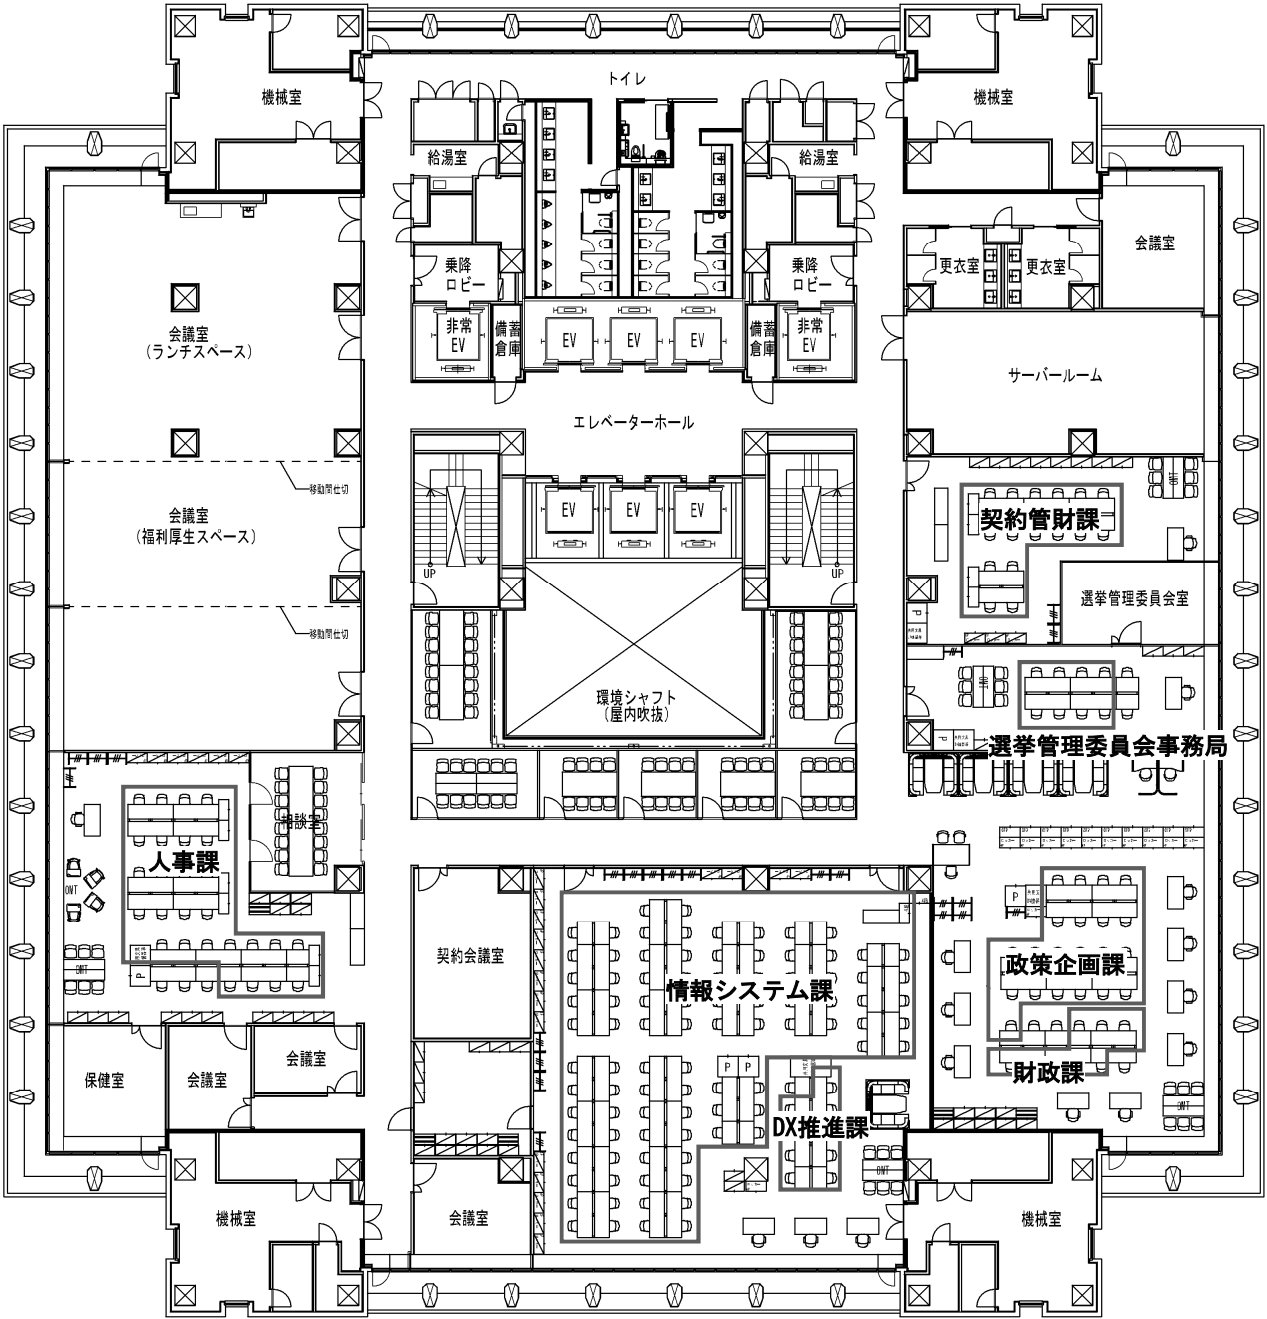 トイレ
機械室
機械室
給湯室
給湯室
乗降
ロビー
乗降
ロビー
更衣室
更衣室
会議室
会議室
(ランチスペース)
非常
EV
備蓄
倉庫
EV
EV
EV
備蓄
倉庫
非常
EV
サーバールーム
エレベーターホール
移動間仕切
会議室
(福利厚生スペース)
EV
EV
EV
UP
UP
契約管財課
OMT
選挙管理委員会室
P
移動間仕切
環境シャフト
(屋内吹抜)
OMT
P
選挙管理委員会事務局
相談室
人事課
OMT
OMT
P
契約会議室
情報システム課
P
政策企画課
財政課
OMT
P
P
DX推進課
OMT
保健室
会議室
会議室
会議室
機械室
機械室